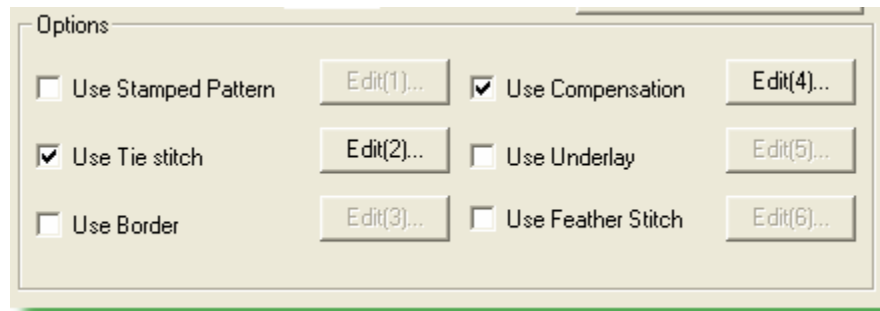 Options
Use Stamped Pattern Edit(1)... Use Compensation Edit(4)...
Use Tie stitch Edit(2)... Use Underlay Edit(5)...
Use Border Edit(3)... Use Feather Stitch Edit(6)...